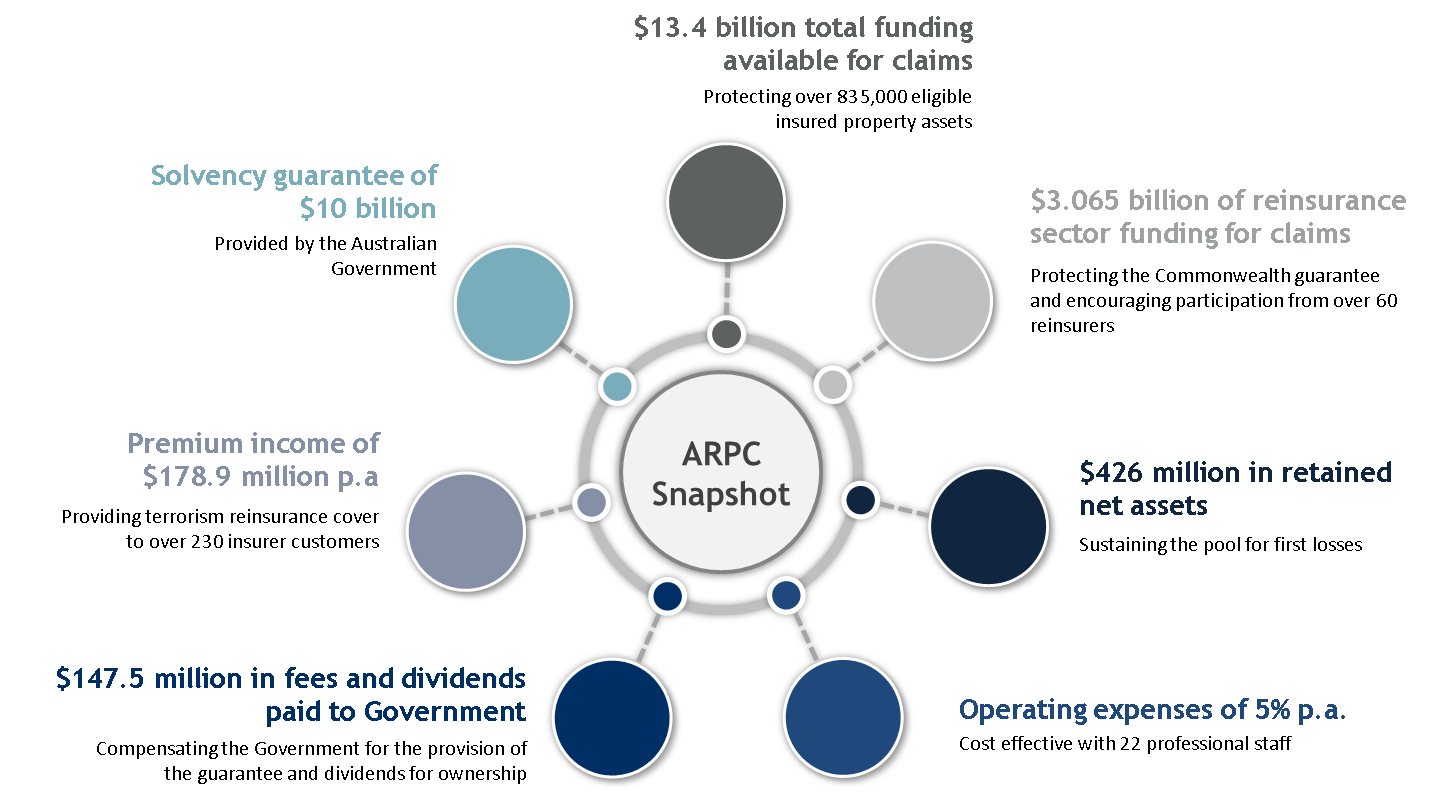 $13.4 billion total funding
available for claims
Protecting over 835,000 eligible
insured property assets
Solvency guarantee of
$10 billion
Provided by the Australian
Government
$3.065 billion of reinsurance
sector funding for claims
Protecting the Commonwealth guarantee
and encouraging participation from over 60
reinsurers
ARPC
Snapshot
Premium income of
$178.9 million p.a
Providing terrorism reinsurance cover
to over 230 insurer customers
$426 million in retained
net assets
Sustaining the pool for first losses
$147.5 million in fees and dividends
paid to Government
Compensating the Government for the provision of
the guarantee and dividends for ownership
Operating expenses of 5% p.a.
Cost effective with 22 professional staff